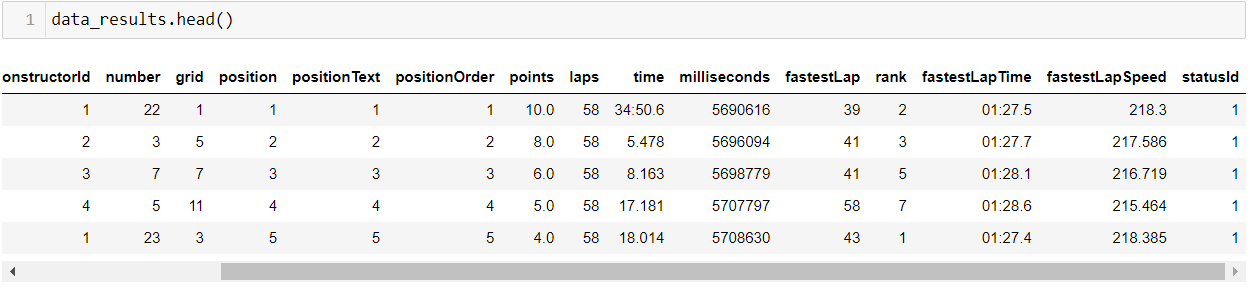 1 data_results.head()
onstructorId number grid position positionText positionOrder points laps time milliseconds fastestLap rank fastestLapTime fastestLapSpeed statusId
1 22 1 1 1 1 10.0 58 34:50.6 5690616 39 2 01:27.5 218.3 1
2 3 5 2 2 2 8.0 58 5.478 5696094 41 3 01:27.7 217.586 1
3 7 7 3 3 3 6.0 58 8.163 5698779 41 5 01:28.1 216.719 1
4 5 11 4 4 4 5.0 58 17.181 5707797 58 7 01:28.6 215.464 1
1 23 3 5 5 5 4.0 58 18.014 5708630 43 1 01:27.4 218.385 1